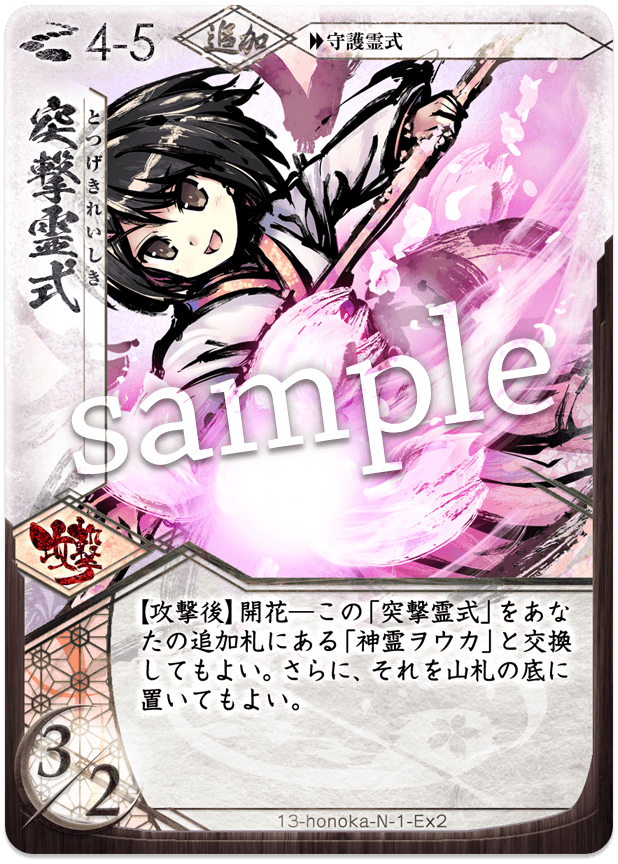 4-5
追加
守護霊式
突撃霊式
とつげきれいしき
sample
攻撃
【攻撃後】開花―この「突撃霊式」をあな
たの追加札にある「神霊ヲウカ」と交換
してもよい。さらに、それを山札の底に
置いてもよい。
3/2
13-honoka-N-1-Ex2